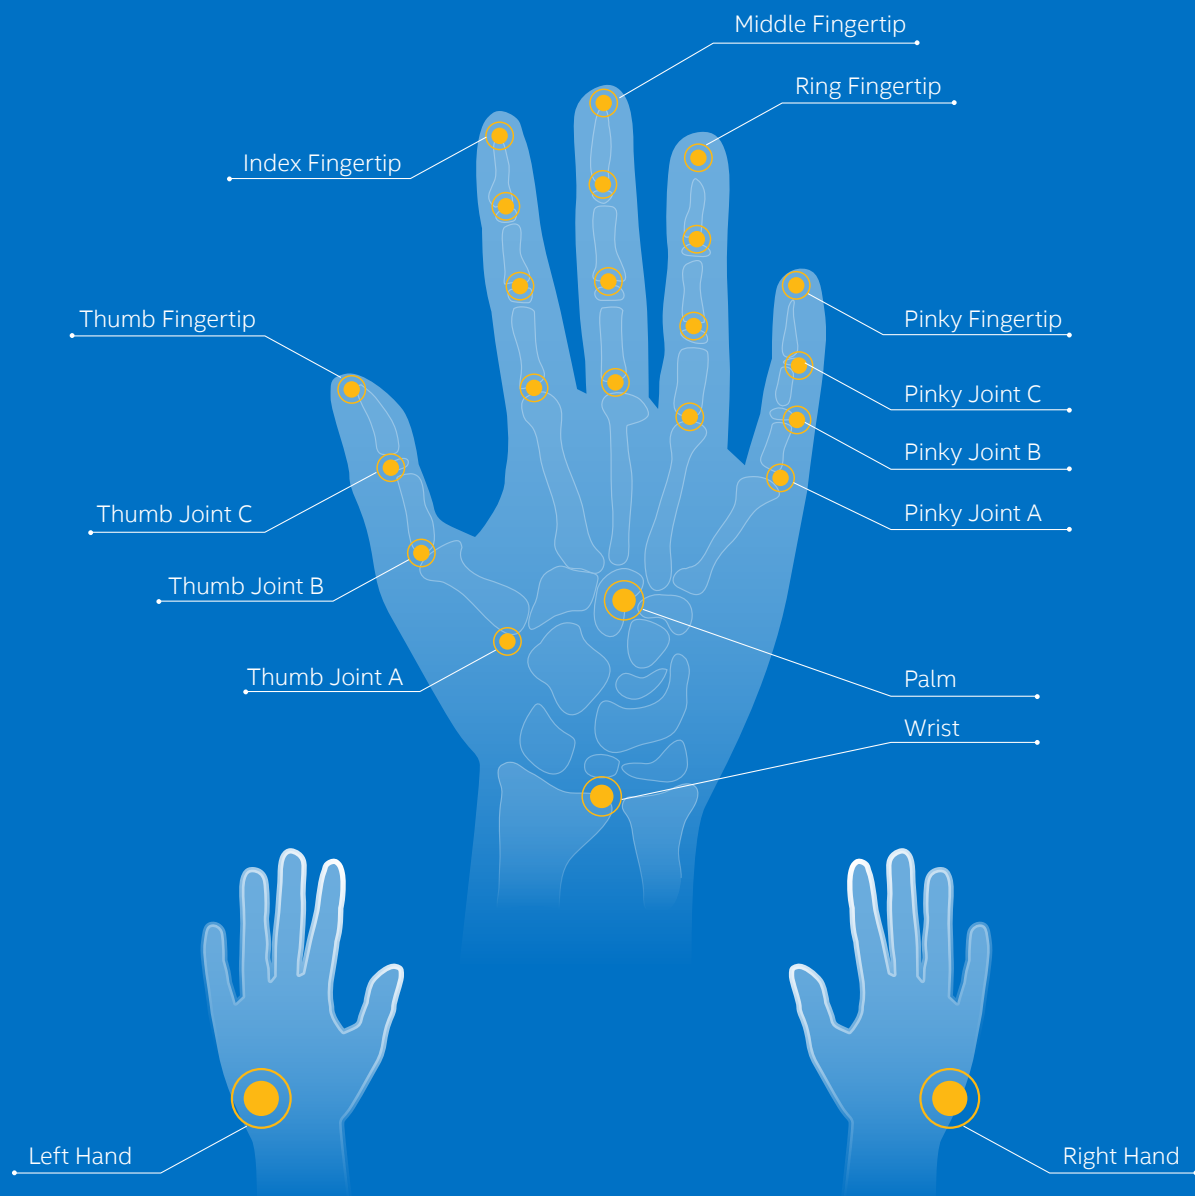 Middle Fingertip
Ring Fingertip
Index Fingertip
Thumb Fingertip
Pinky Fingertip
Pinky Joint C
Pinky Joint B
Thumb Joint C
Pinky Joint A
Thumb Joint B
Thumb Joint A
Palm
Wrist
Left Hand
Right Hand